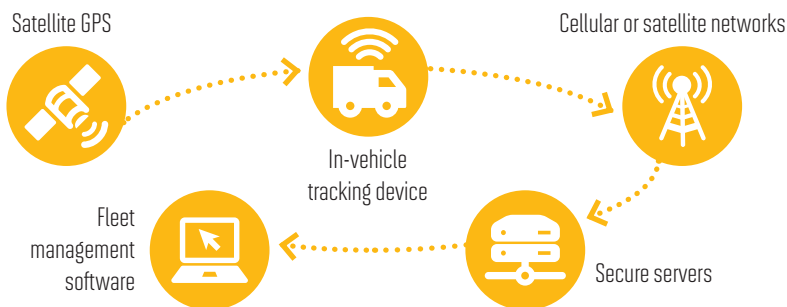 Satellite GPS
Cellular or satellite networks
In-vehicle
tracking device
Fleet
management
software
Secure servers